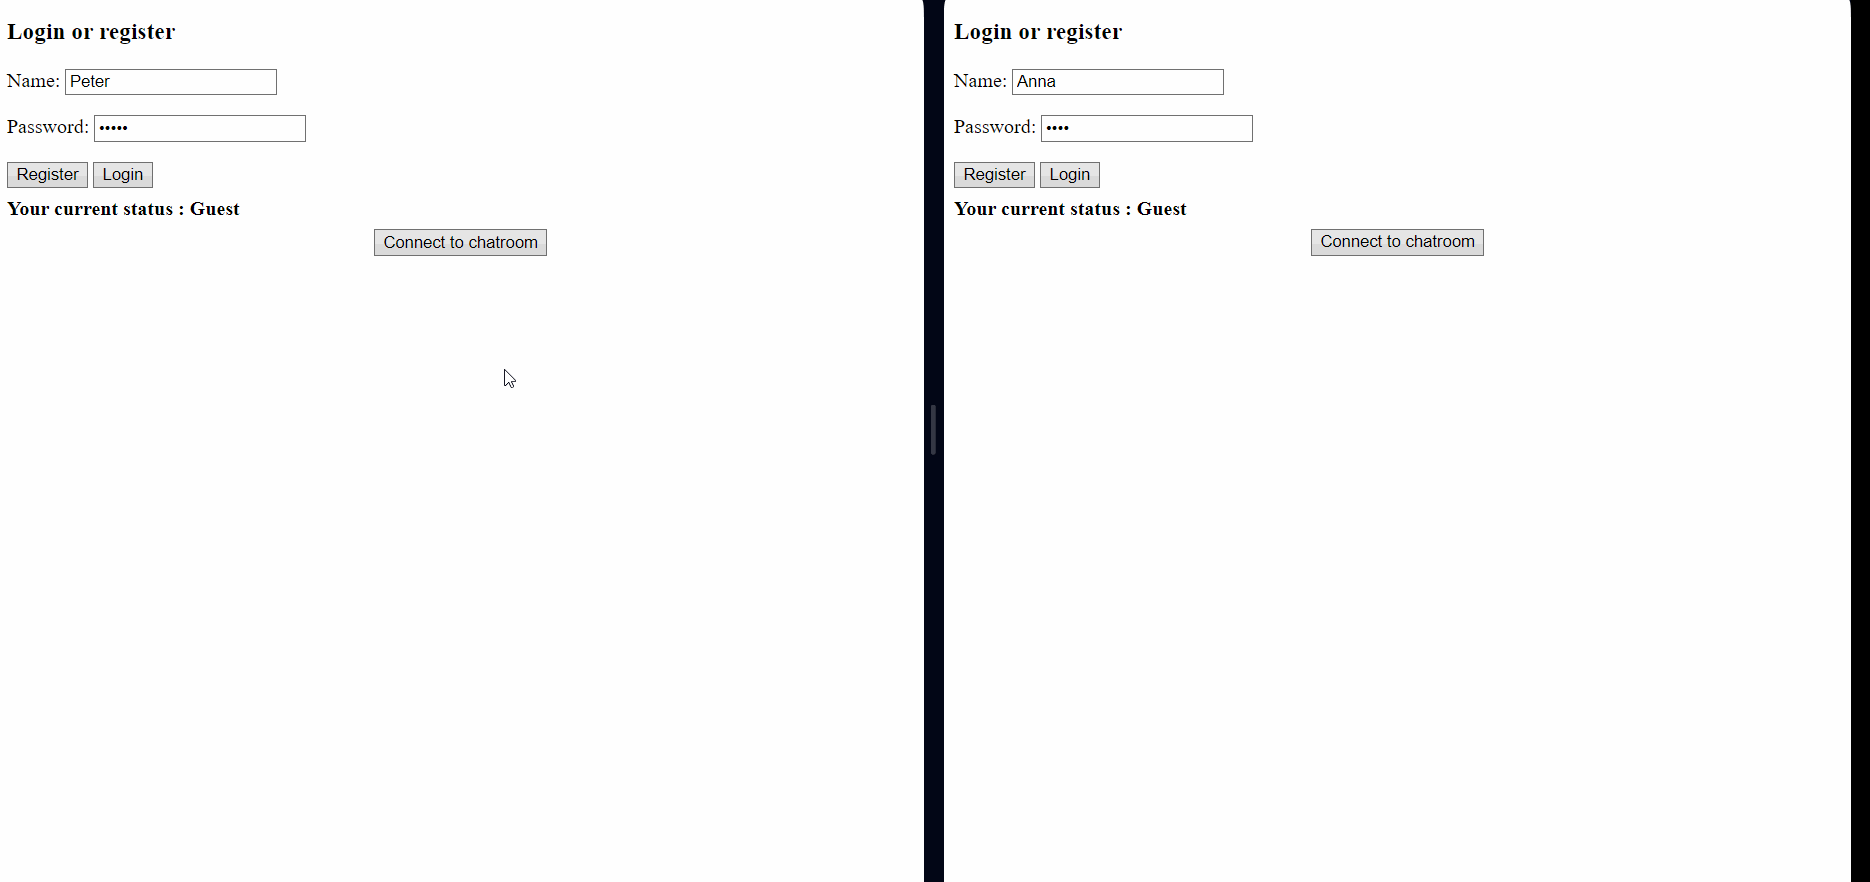 Login or register
Name: Peter
Password: •••••
Register Login
Your current status : Guest
Connect to chatroom
Login or register
Name: Anna
Password: ••••
Register Login
Your current status : Guest
Connect to chatroom